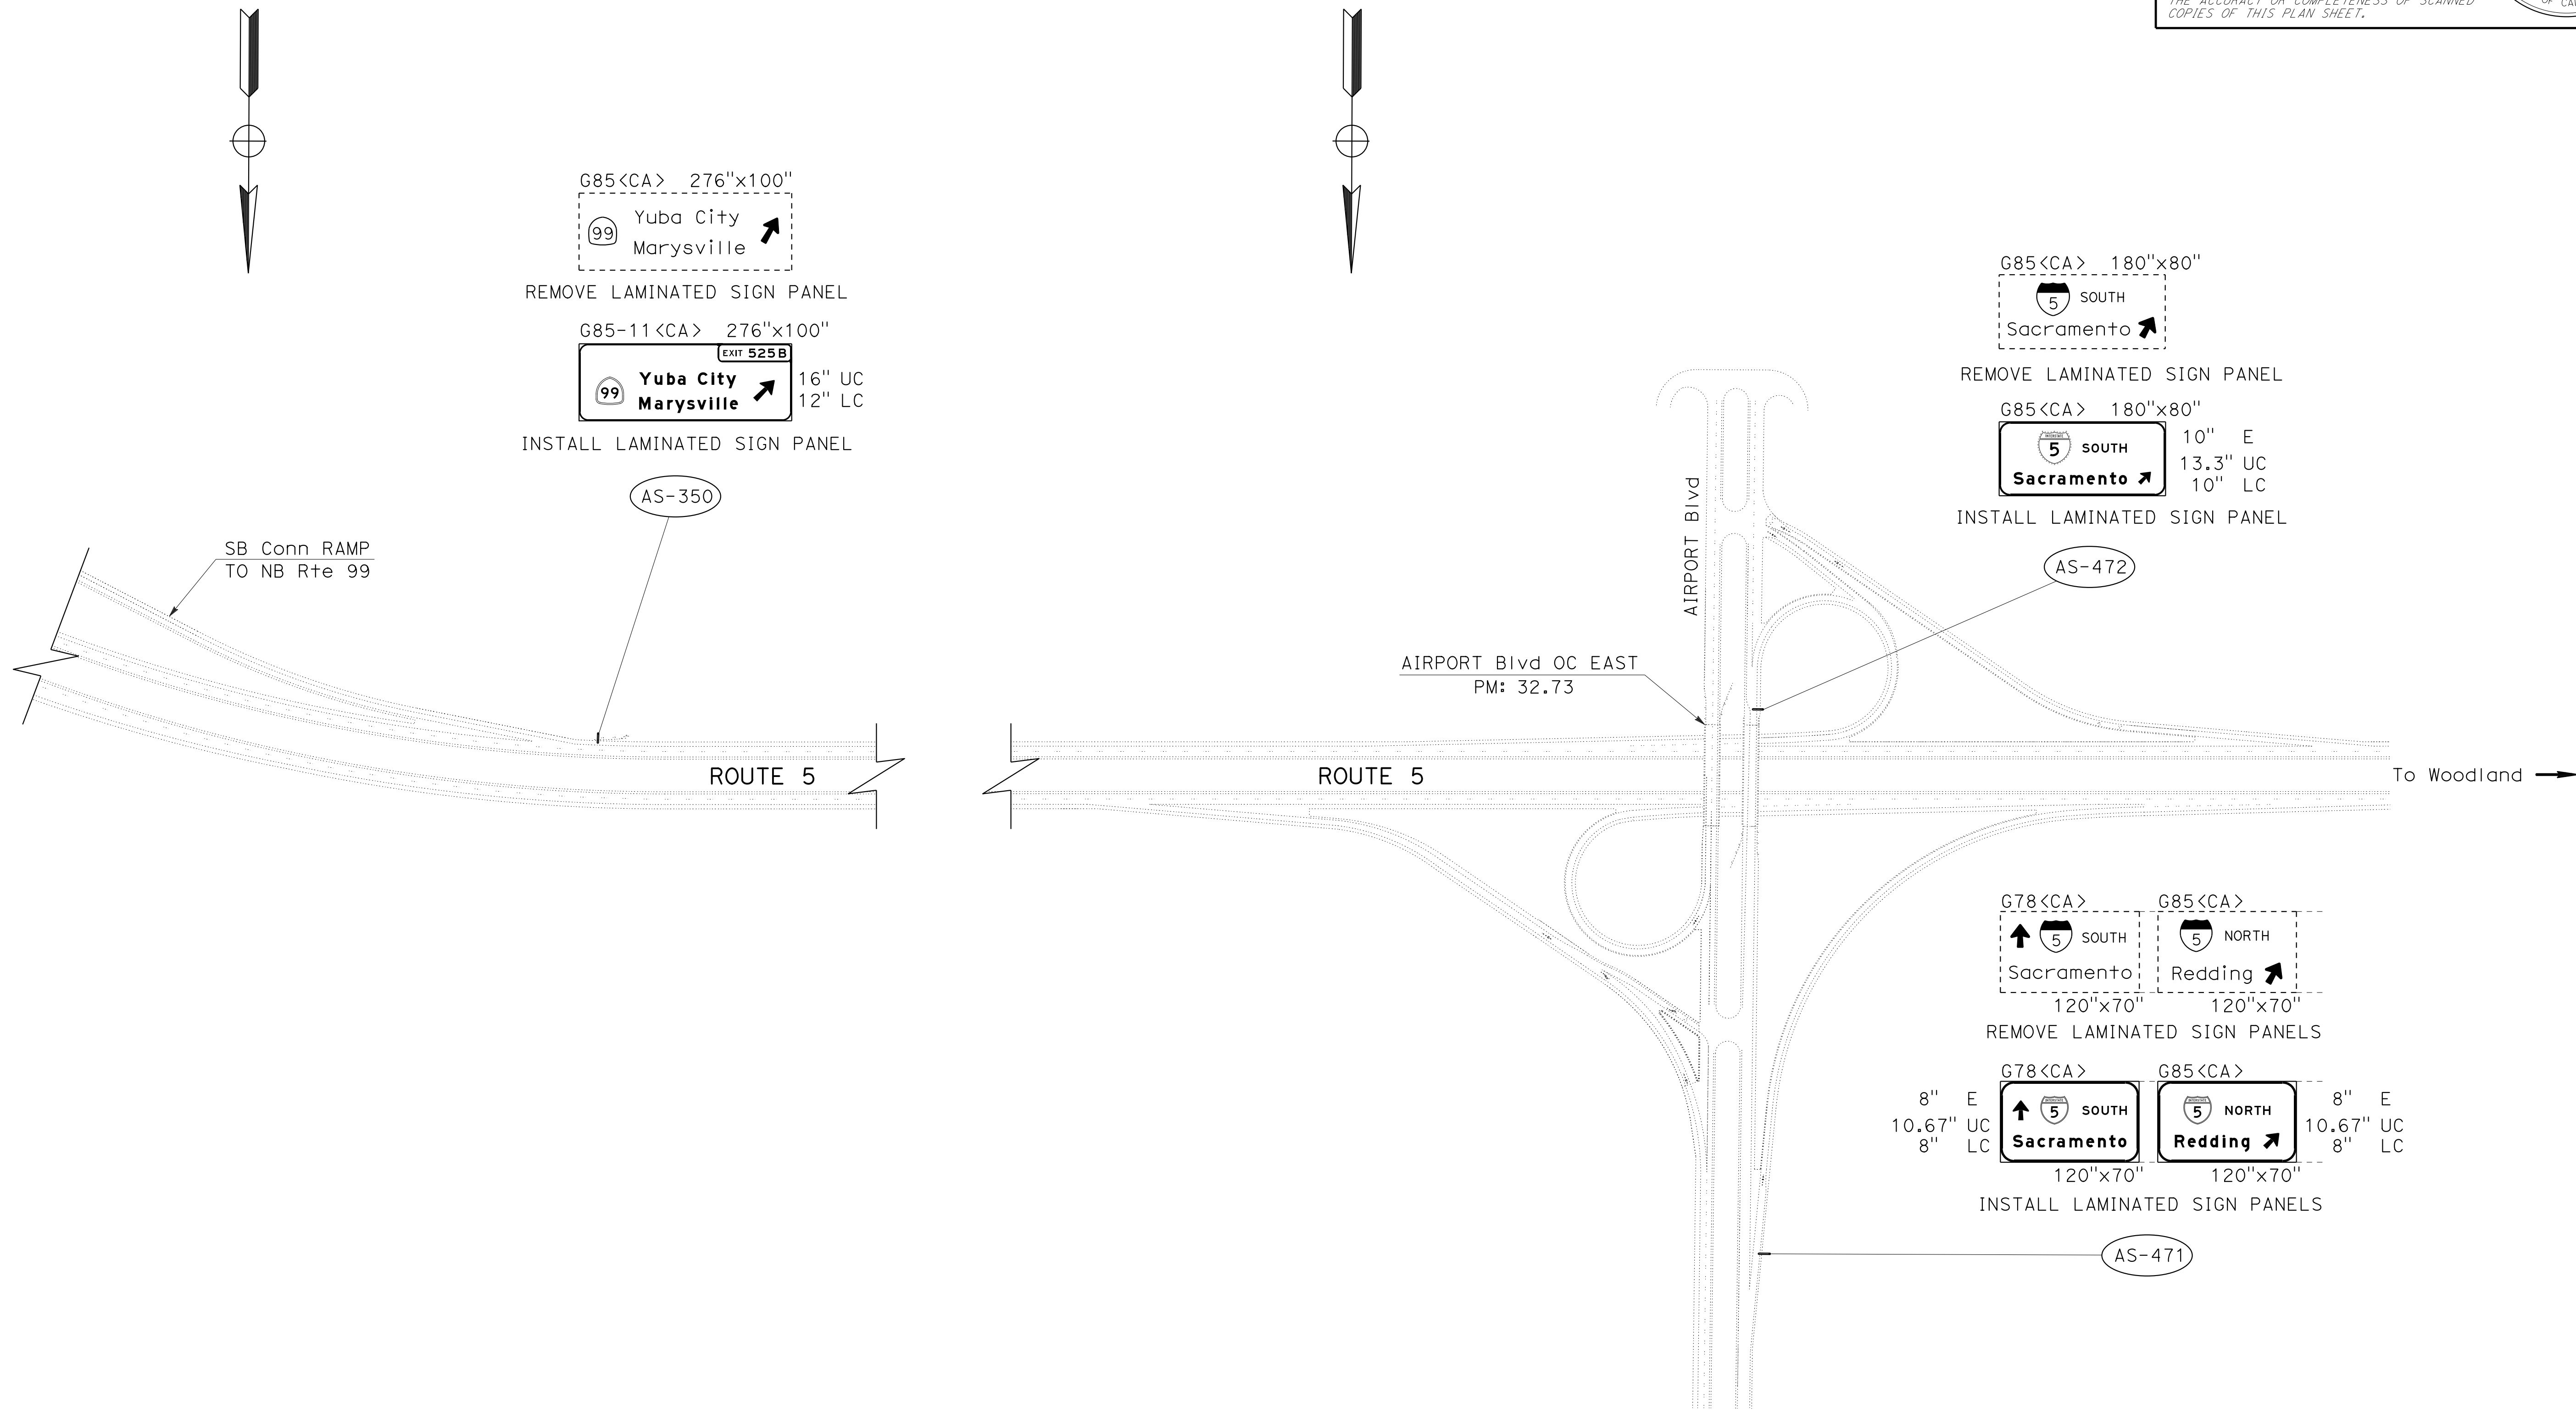 THE ACCURACY OR COMPLETENESS OF SCANNED
COPIES OF THIS PLAN SHEET.
G85<CA> 276"x100"
99
Yuba City
Marysville
REMOVE LAMINATED SIGN PANEL
G85-11<CA> 276"x100"
EXIT 525B
99
Yuba City
Marysville
16" UC
12" LC
INSTALL LAMINATED SIGN PANEL
AS-350
SB Conn RAMP
TO NB Rte 99
ROUTE 5
G85<CA> 180"x80"
5 SOUTH
Sacramento
REMOVE LAMINATED SIGN PANEL
G85<CA> 180"x80"
INTERSTATE
5 SOUTH
Sacramento
10" E
13.3" UC
10" LC
INSTALL LAMINATED SIGN PANEL
AS-472
AIRPORT Blvd
AIRPORT Blvd OC EAST
PM: 32.73
ROUTE 5
To Woodland
G78<CA> G85<CA>
5 SOUTH
Sacramento
5 NORTH
Redding
120"x70" 120"x70"
REMOVE LAMINATED SIGN PANELS
G78<CA> G85<CA>
8" E
10.67" UC
8" LC
INTERSTATE
5 SOUTH
Sacramento
INTERSTATE
5 NORTH
Redding
8" E
10.67" UC
8" LC
120"x70" 120"x70"
INSTALL LAMINATED SIGN PANELS
AS-471